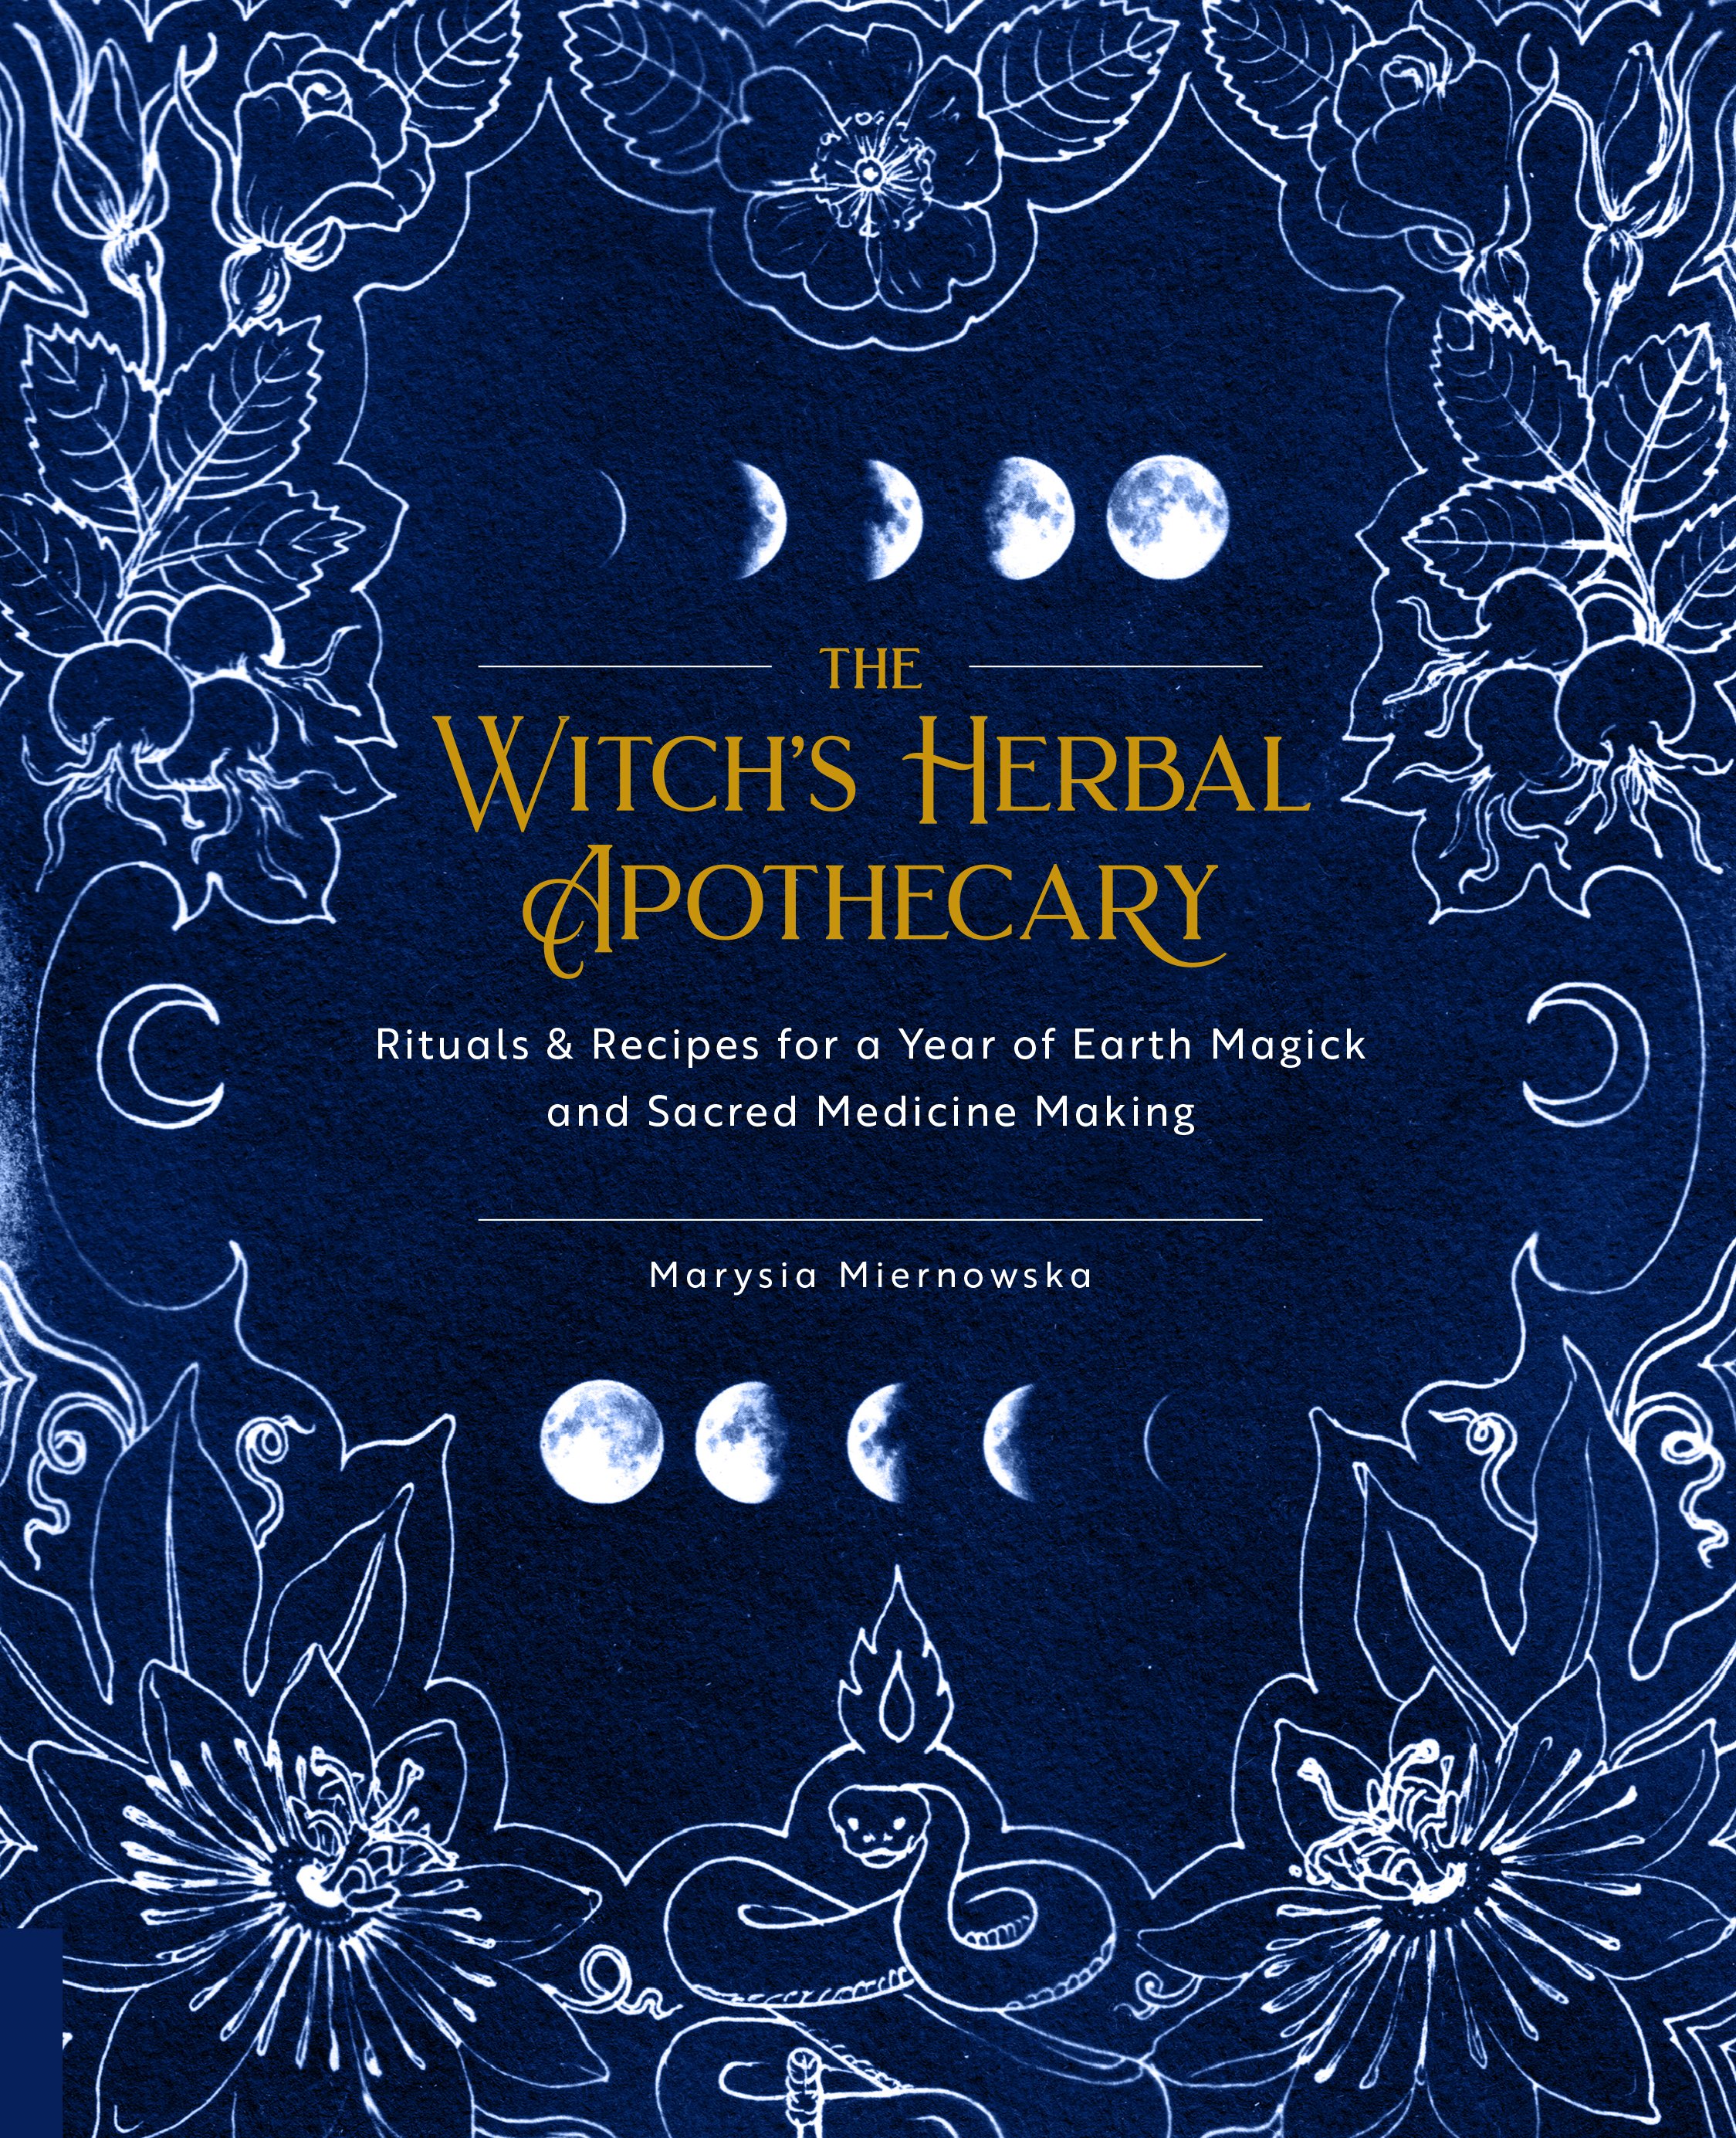 THE
WITCH'S HERBAL
APOTHECARY
Rituals & Recipes for a Year of Earth Magick
and Sacred Medicine Making
Marysia Miernowska